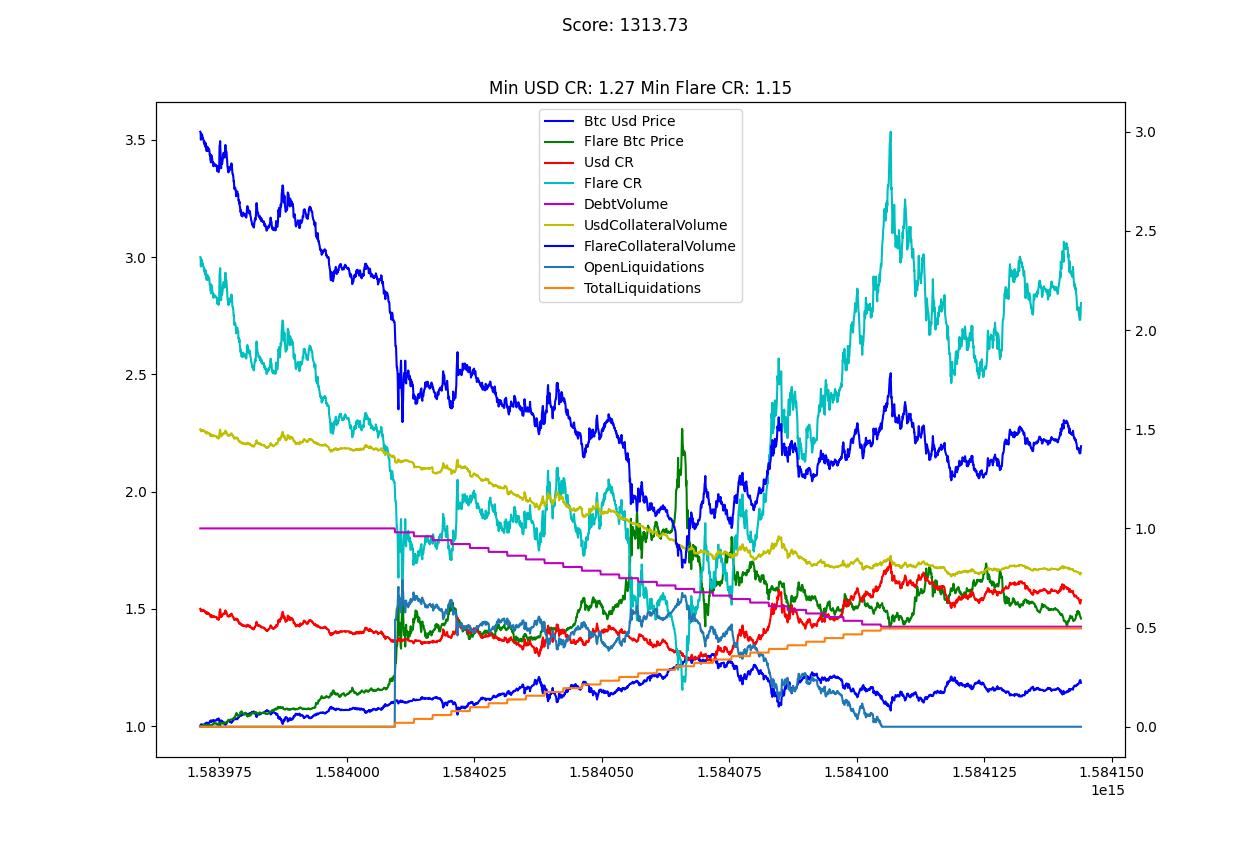 Score: 1313.73
Min USD CR: 1.27 Min Flare CR: 1.15
Btc Usd Price
Flare Btc Price
Usd CR
Flare CR
DebtVolume
UsdCollateralVolume
FlareCollateralVolume
OpenLiquidations
TotalLiquidations
3.5
3.0
2.5
2.0
1.5
1.0
3.0
2.5
2.0
1.5
1.0
0.5
0.0
1.583975 1.584000 1.584025 1.584050 1.584075 1.584100 1.584125 1.584150
1e15